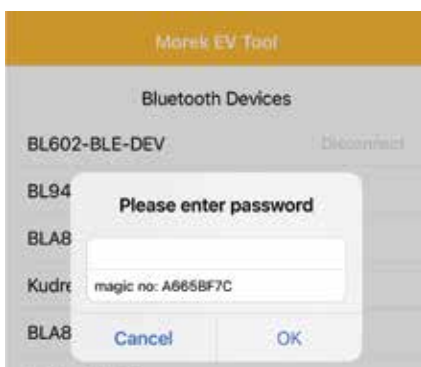 Morek EV Tool
Bluetooth Devices
BL602-BLE-DEV Disconnect
BL94
Please enter password
BLA8
Kudre magic no: A665BF7C
BLA8 Cancel OK